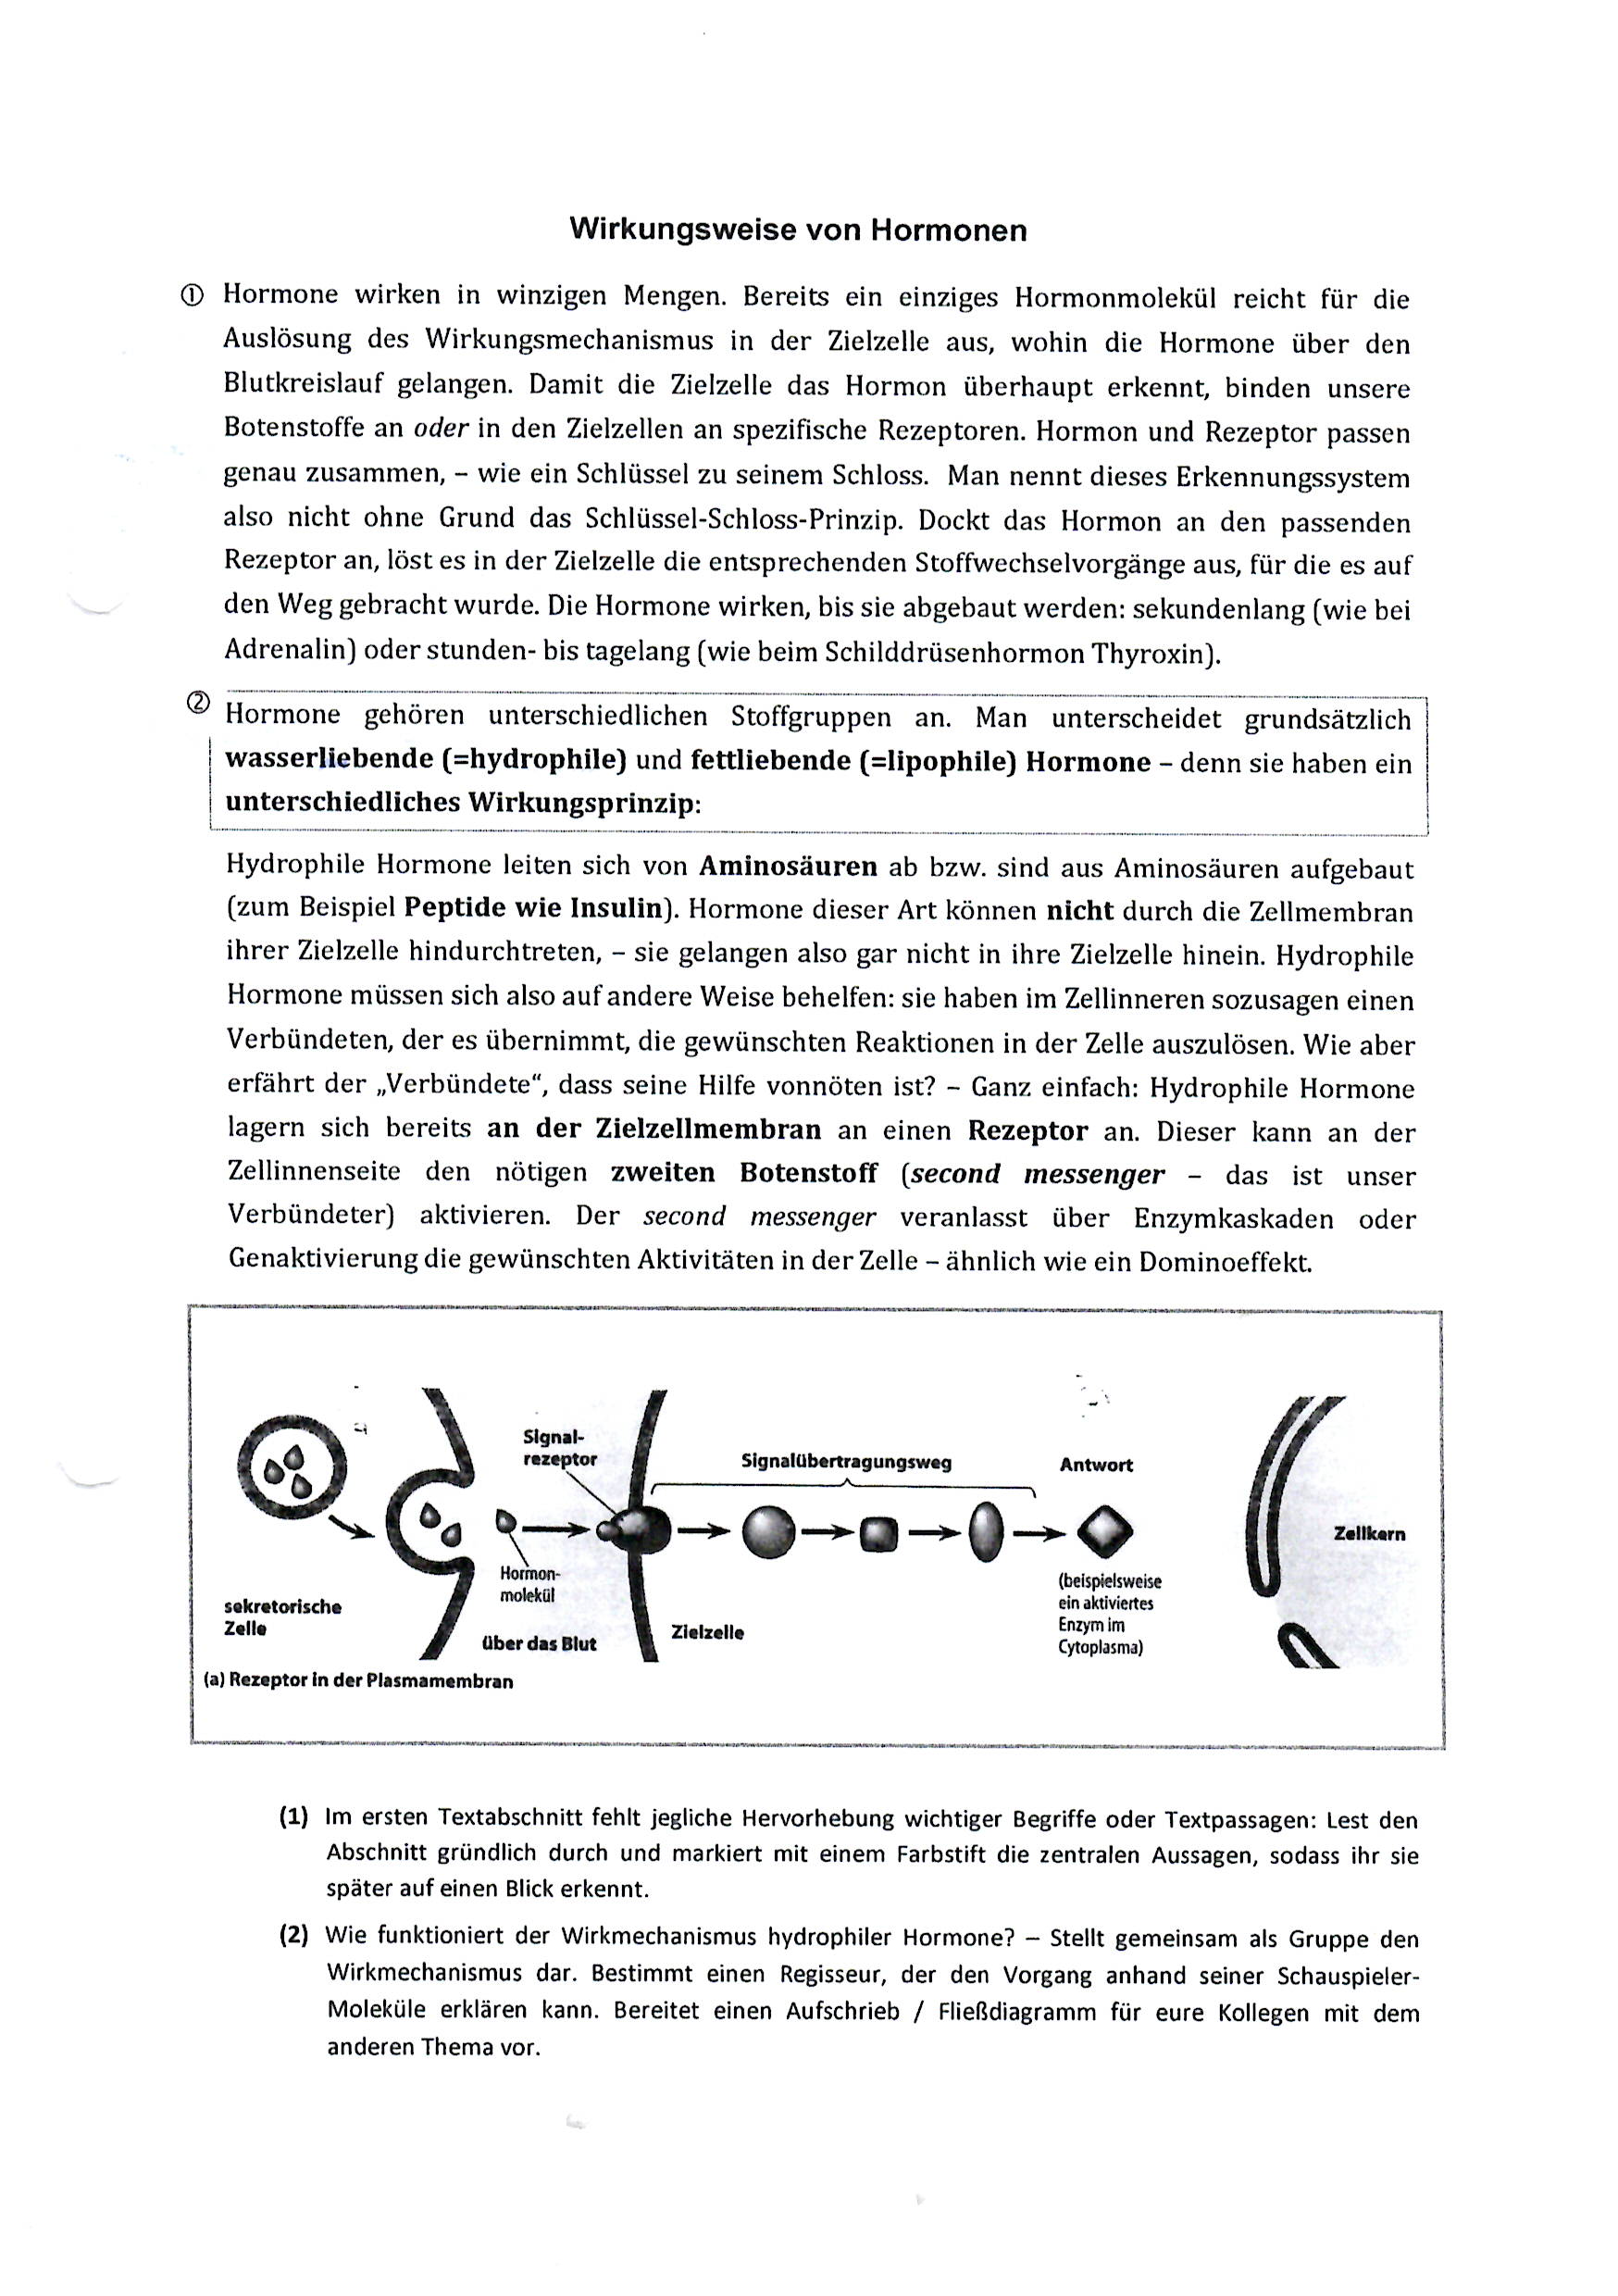 Wirkungsweise von Hormonen
① Hormone wirken in winzigen Mengen. Bereits ein einziges Hormonmolekül reicht für die
Auslösung des Wirkungsmechanismus in der Zielzelle aus, wohin die Hormone über den
Blutkreislauf gelangen. Damit die Zielzelle das Hormon überhaupt erkennt, binden unsere
Botenstoffe an oder in den Zielzellen an spezifische Rezeptoren. Hormon und Rezeptor passen
genau zusammen, – wie ein Schlüssel zu seinem Schloss. Man nennt dieses Erkennungssystem
also nicht ohne Grund das Schlüssel-Schloss-Prinzip. Dockt das Hormon an den passenden
Rezeptor an, löst es in der Zielzelle die entsprechenden Stoffwechselvorgänge aus, für die es auf
den Weg gebracht wurde. Die Hormone wirken, bis sie abgebaut werden: sekundenlang (wie bei
Adrenalin) oder stunden- bis tagelang (wie beim Schilddrüsenhormon Thyroxin).
② Hormone gehören unterschiedlichen Stoffgruppen an. Man unterscheidet grundsätzlich
wasserliebende (=hydrophile) und fettliebende (=lipophile) Hormone – denn sie haben ein
unterschiedliches Wirkungsprinzip:
Hydrophile Hormone leiten sich von Aminosäuren ab bzw. sind aus Aminosäuren aufgebaut
(zum Beispiel Peptide wie Insulin). Hormone dieser Art können nicht durch die Zellmembran
ihrer Zielzelle hindurchtreten, – sie gelangen also gar nicht in ihre Zielzelle hinein. Hydrophile
Hormone müssen sich also auf andere Weise behelfen: sie haben im Zellinneren sozusagen einen
Verbündeten, der es übernimmt, die gewünschten Reaktionen in der Zelle auszulösen. Wie aber
erfährt der „Verbündete“, dass seine Hilfe vonnöten ist? – Ganz einfach: Hydrophile Hormone
lagern sich bereits an der Zielzellmembran an einen Rezeptor an. Dieser kann an der
Zellinnenseite den nötigen zweiten Botenstoff (second messenger – das ist unser
Verbündeter) aktivieren. Der second messenger veranlasst über Enzymkaskaden oder
Genaktivierung die gewünschten Aktivitäten in der Zelle – ähnlich wie ein Dominoeffekt.
Signal-
rezeptor
Signalübertragungsweg
Antwort
Zellkern
Hormon-
molekül
(beispielsweise
ein aktiviertes
Enzym im
Cytoplasma)
sekretorische
Zelle
über das Blut
Zielzelle
(a) Rezeptor in der Plasmamembran
(1) Im ersten Textabschnitt fehlt jegliche Hervorhebung wichtiger Begriffe oder Textpassagen: Lest den
Abschnitt gründlich durch und markiert mit einem Farbstift die zentralen Aussagen, sodass ihr sie
später auf einen Blick erkennt.
(2) Wie funktioniert der Wirkmechanismus hydrophiler Hormone? – Stellt gemeinsam als Gruppe den
Wirkmechanismus dar. Bestimmt einen Regisseur, der den Vorgang anhand seiner Schauspieler-
Moleküle erklären kann. Bereitet einen Aufschrieb / Fließdiagramm für eure Kollegen mit dem
anderen Thema vor.